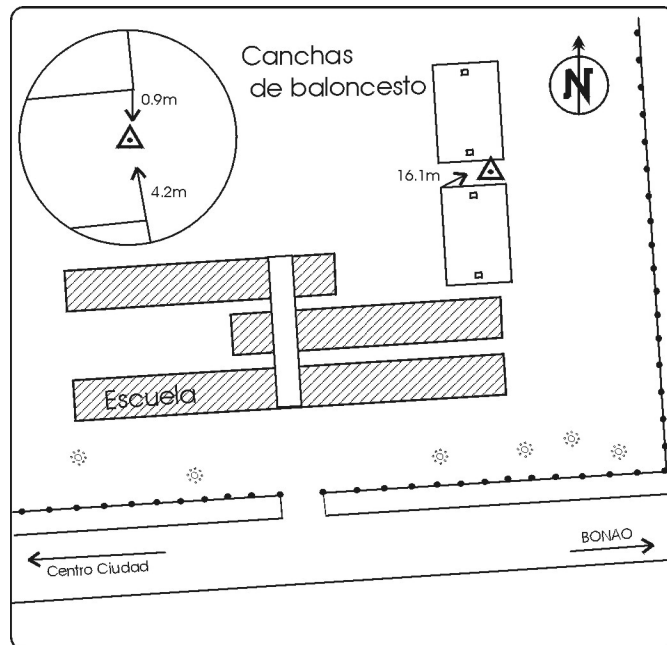 Canchas
de baloncesto
N
0.9m
4.2m
16.1m
Escuela
BONAO
Centro Ciudad